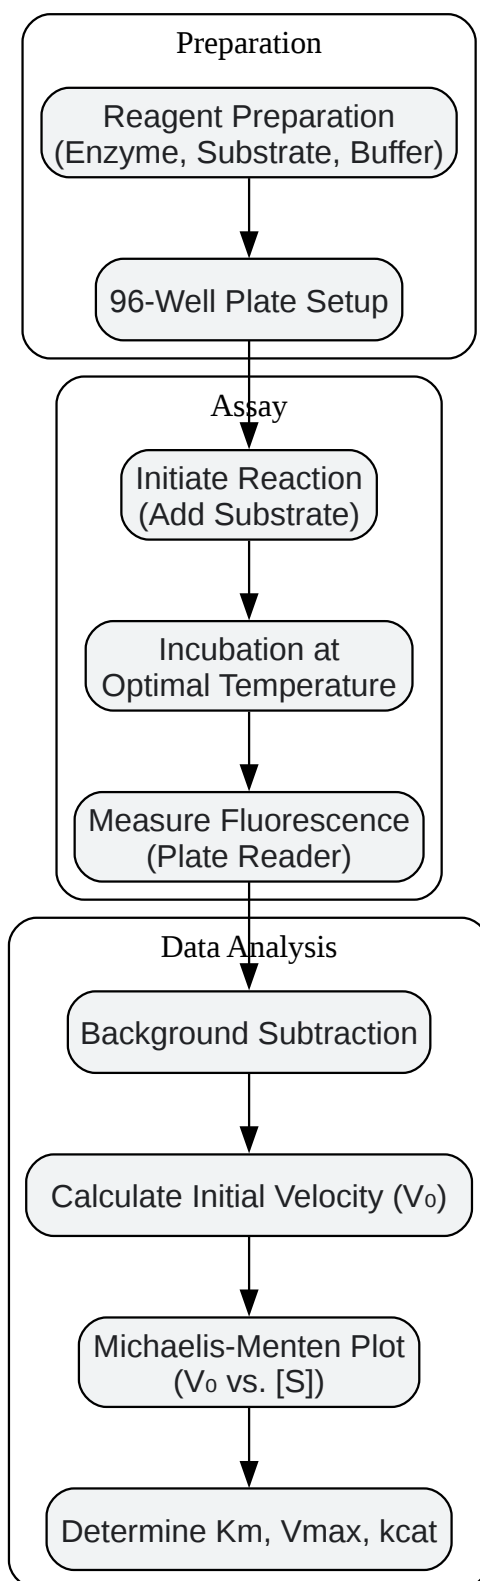 Preparation
Reagent Preparation
(Enzyme, Substrate, Buffer)
96-Well Plate Setup
Assay
Initiate Reaction
(Add Substrate)
Incubation at
Optimal Temperature
Measure Fluorescence
(Plate Reader)
Data Analysis
Background Subtraction
Calculate Initial Velocity (V₀)
Michaelis-Menten Plot
(V₀ vs. [S])
Determine Km, Vmax, kcat